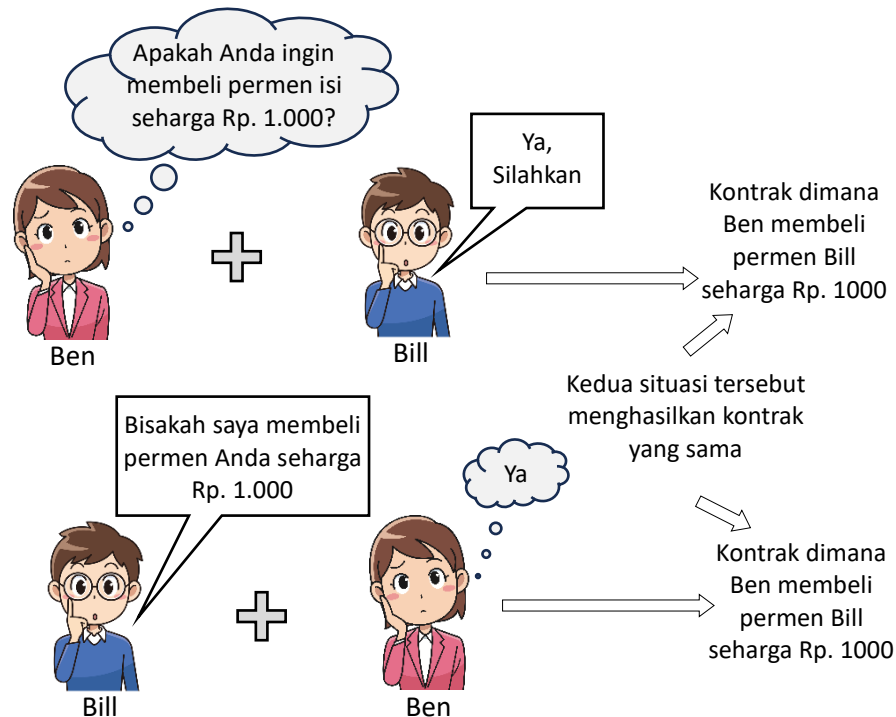 Apakah Anda ingin
membeli permen isi
seharga Rp. 1.000?
Ya,
Silahkan
Ben
Bill
Kontrak dimana
Ben membeli
permen Bill
seharga Rp. 1000
Kedua situasi tersebut
menghasilkan kontrak
yang sama
Bisakah saya membeli
permen Anda seharga
Rp. 1.000
Ya
Bill
Ben
Kontrak dimana
Ben membeli
permen Bill
seharga Rp. 1000